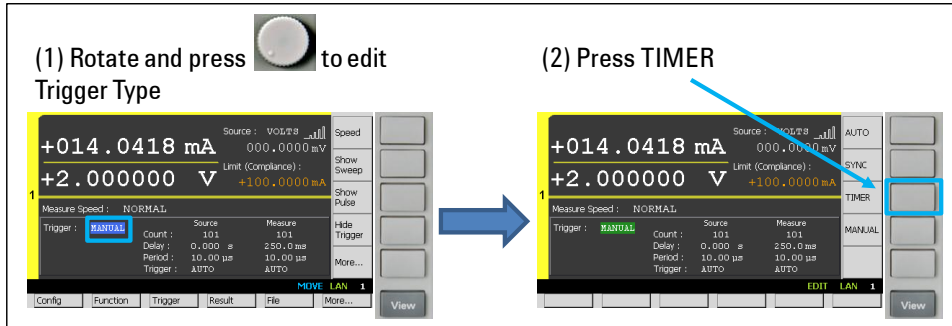 (1) Rotate and press to edit
Trigger Type
+014.0418 mA
Source : VOLTS
000.0000 mV
+2.000000 V
Limit (Compliance) :
+100.0000 mA
1
Measure Speed : NORMAL
Trigger : MANUAL
Source Measure
Count : 101 101
Delay : 0.000 s 250.0 ms
Period : 10.00 µs 10.00 µs
Trigger : AUTO AUTO
Speed
Show
Sweep
Show
Pulse
Hide
Trigger
More...
MOVE LAN 1
Config Function Trigger Result File More...
View
(2) Press TIMER
+014.0418 mA
Source : VOLTS
000.0000 mV
+2.000000 V
Limit (Compliance) :
+100.0000 mA
1
Measure Speed : NORMAL
Trigger : MANUAL
Source Measure
Count : 101 101
Delay : 0.000 s 250.0 ms
Period : 10.00 µs 10.00 µs
Trigger : AUTO AUTO
AUTO
SYNC
TIMER
MANUAL
EDIT LAN 1
View